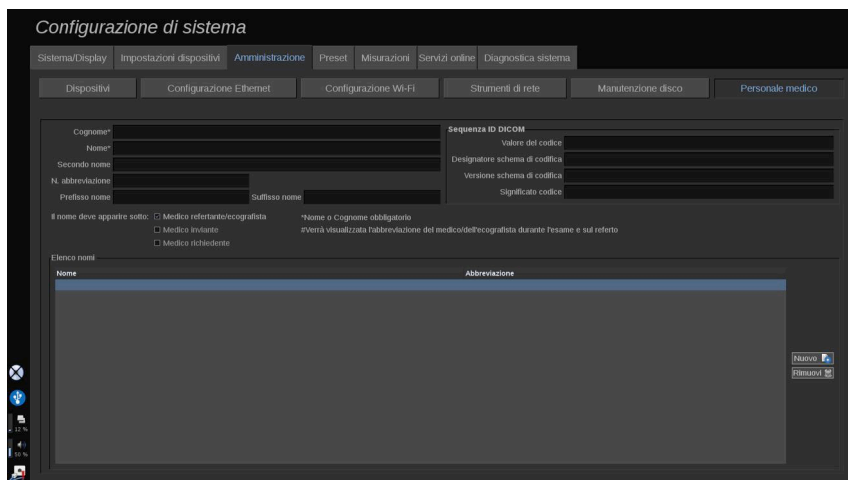 Configurazione di sistema
Sistema/Display Impostazioni dispositivi Amministrazione Preset Misurazioni Servizi online Diagnostica sistema
Dispositivi Configurazione Ethernet Configurazione Wi-Fi Strumenti di rete Manutenzione disco Personale medico
Cognome*
Nome*
Secondo nome
N. abbreviazione
Prefisso nome Suffisso nome
Sequenza ID DICOM
Valore del codice
Designatore schema di codifica
Versione schema di codifica
Significato codice
Il nome deve apparire sotto: Medico refertante/ecografista *Nome o Cognome obbligatorio
Medico inviante #Verrà visualizzata l'abbreviazione del medico/dell'ecografista durante l'esame e sul referto
Medico richiedente
Elenco nomi
Nome Abbreviazione
Nuovo
Rimuovi
12 %
50 %